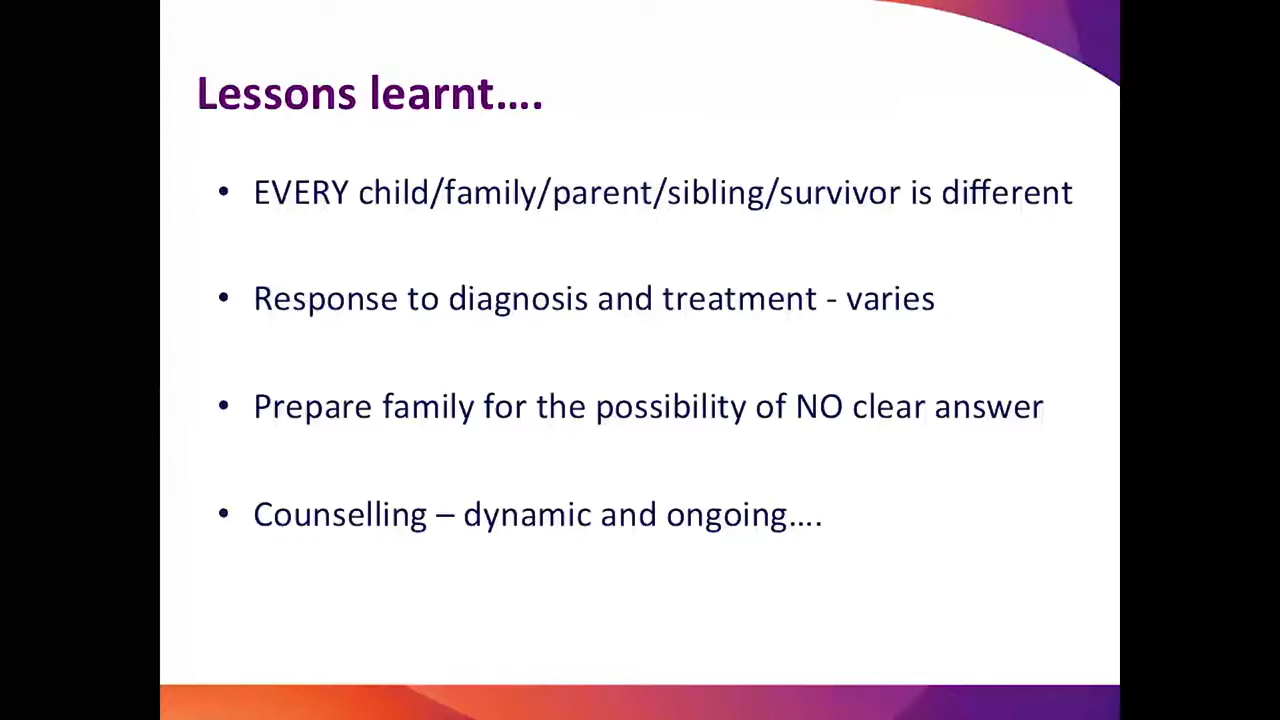 Lessons learnt....
• EVERY child/family/parent/sibling/survivor is different
• Response to diagnosis and treatment - varies
• Prepare family for the possibility of NO clear answer
• Counselling – dynamic and ongoing....